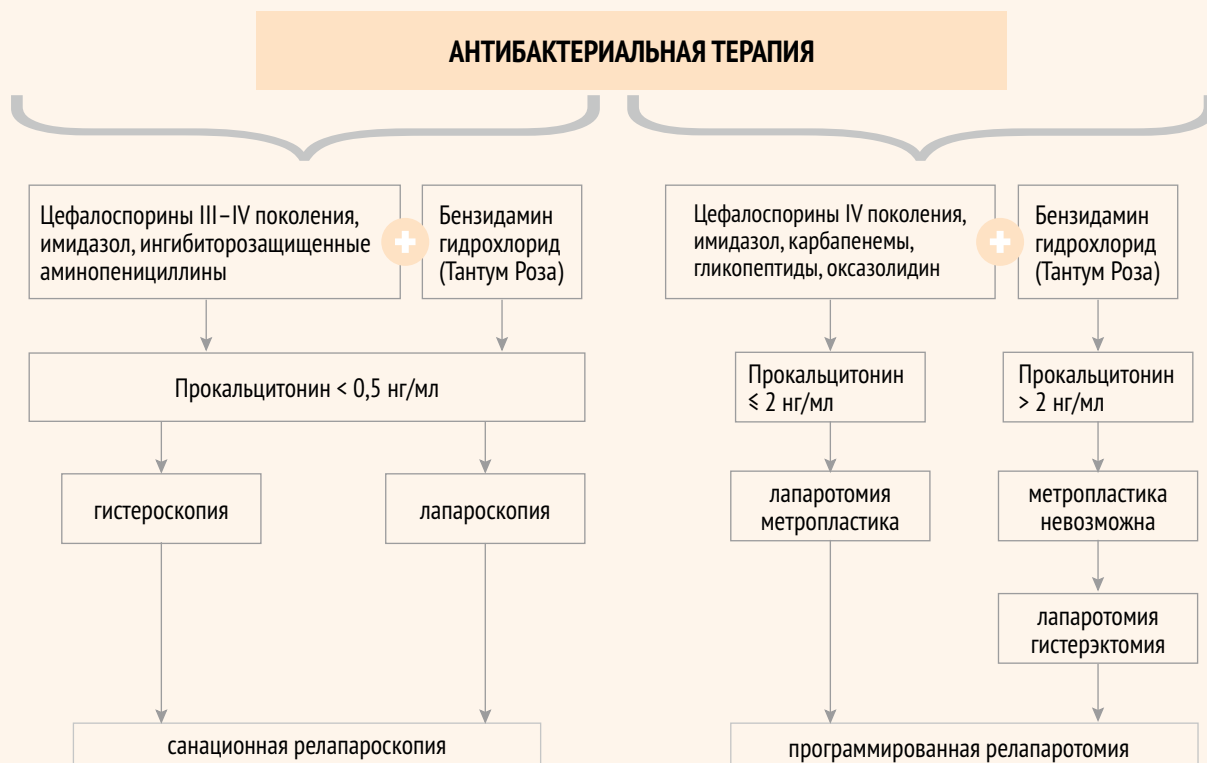 АНТИБАКТЕРИАЛЬНАЯ ТЕРАПИЯ
Цефалоспорины III–IV поколения,
имидазол, ингибиторозащищенные
аминопенициллины
+
Бензидамин
гидрохлорид
(Тантум Роза)
Цефалоспорины IV поколения,
имидазол, карбапенемы,
гликопептиды, оксазолидин
+
Бензидамин
гидрохлорид
(Тантум Роза)
Прокальцитонин < 0,5 нг/мл
Прокальцитонин
⩽ 2 нг/мл
Прокальцитонин
> 2 нг/мл
гистероскопия
лапароскопия
лапаротомия
метропластика
метропластика
невозможна
лапаротомия
гистерэктомия
санационная релапароскопия
программированная релапаротомия